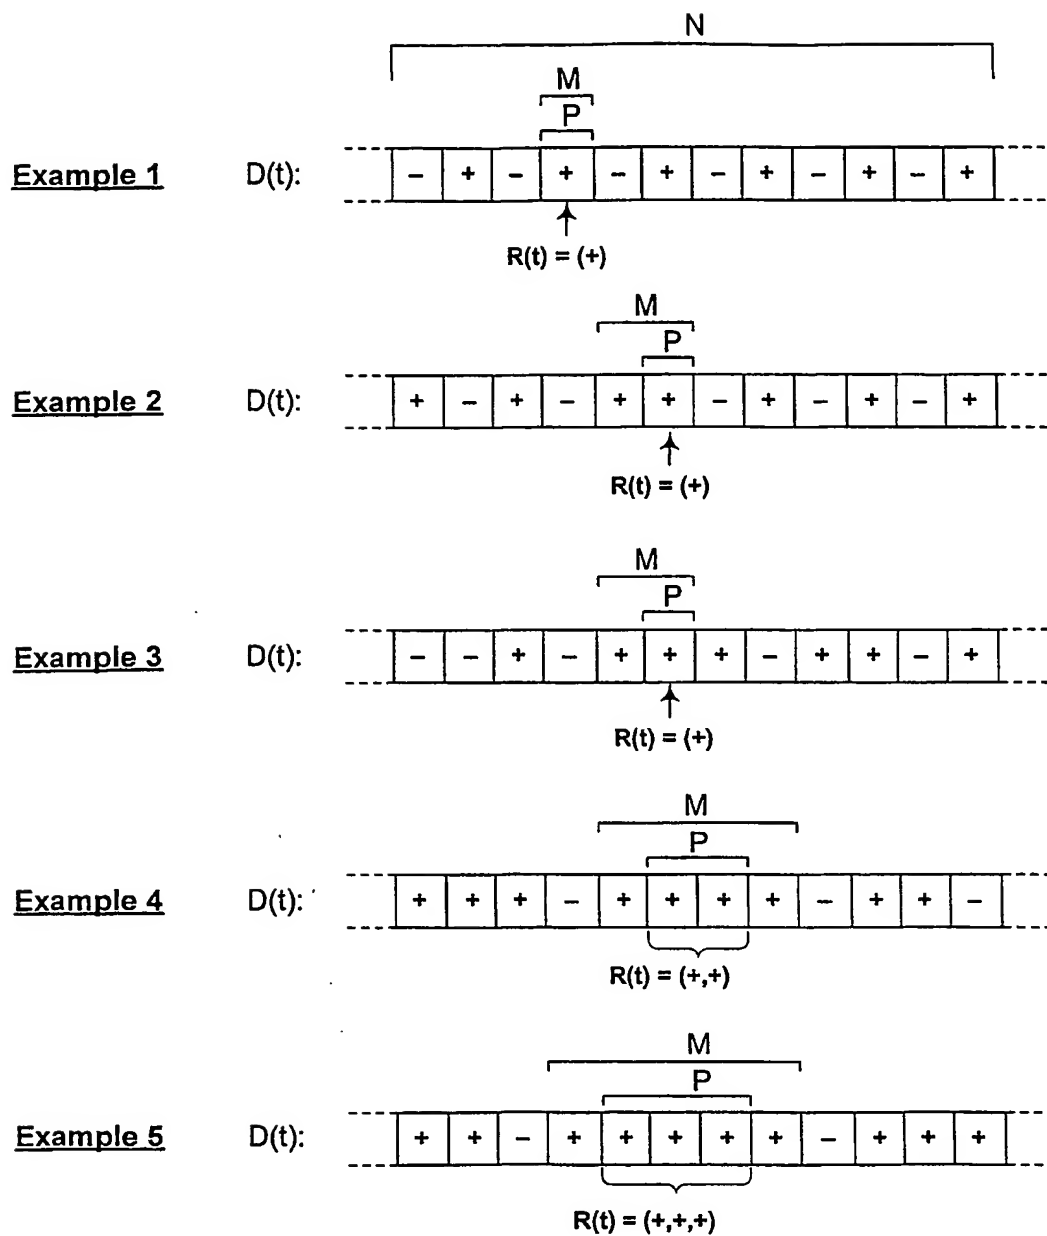 N
M
P
Example 1 D(t): – + – + – + – + – + – +
R(t) = (+)
M
P
Example 2 D(t): + – + – + + – + – + – +
R(t) = (+)
M
P
Example 3 D(t): – – + – + + + – + + – +
R(t) = (+)
M
P
Example 4 D(t): + + + – + + + + – + + –
R(t) = (+,+)
M
P
Example 5 D(t): + + – + + + + + – + + +
R(t) = (+,+,+)